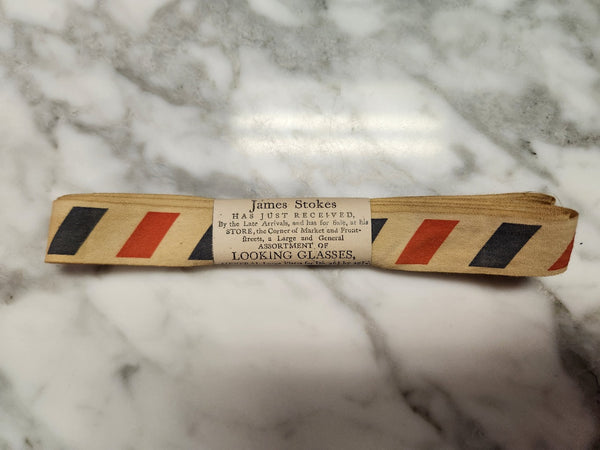 James Stokes
HAS JUST RECEIVED,
By the Late Arrivals, and has for Sale, at his
STORE, the Corner of Market and Front-
streets, a Large and General
ASSORTMENT OF
LOOKING GLASSES,